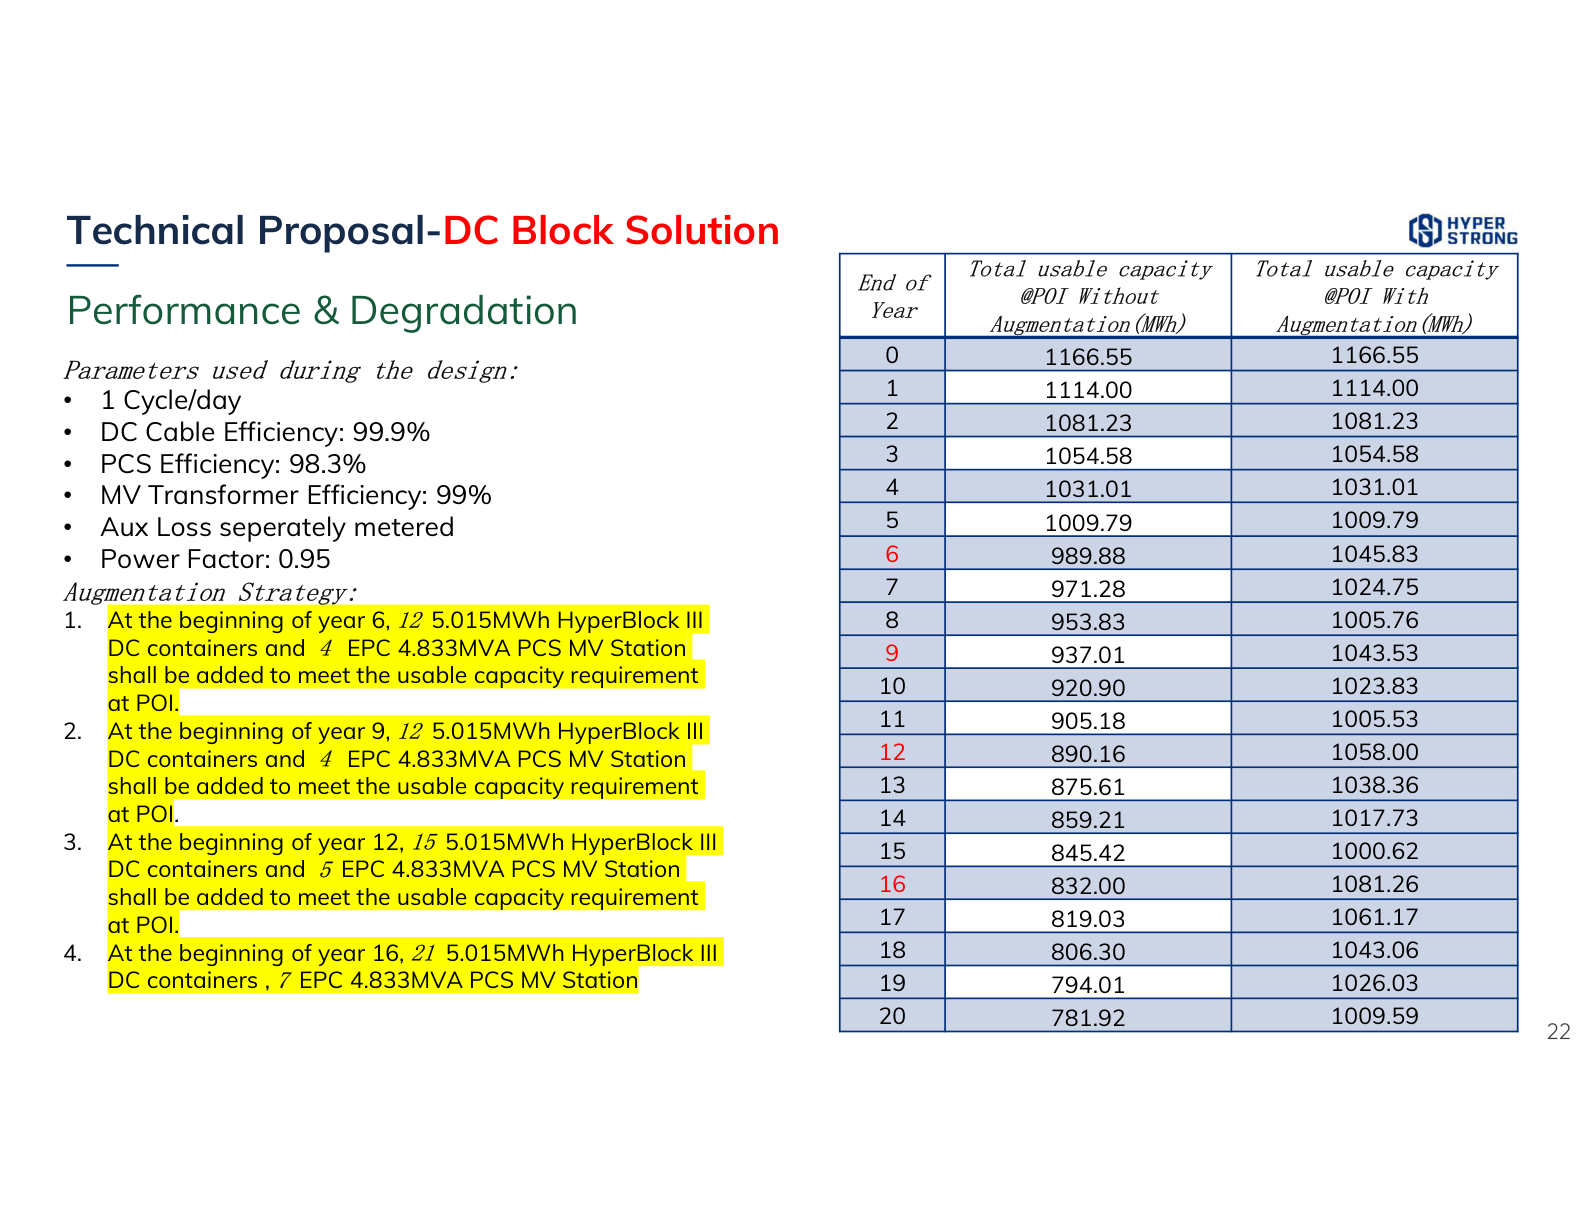 Technical Proposal-DC Block Solution
HYPER
STRONG
Performance & Degradation
Parameters used during the design:
• 1 Cycle/day
• DC Cable Efficiency: 99.9%
• PCS Efficiency: 98.3%
• MV Transformer Efficiency: 99%
• Aux Loss seperately metered
• Power Factor: 0.95
Augmentation Strategy:
1. At the beginning of year 6, 12 5.015MWh HyperBlock III
DC containers and 4 EPC 4.833MVA PCS MV Station
shall be added to meet the usable capacity requirement
at POI.
2. At the beginning of year 9, 12 5.015MWh HyperBlock III
DC containers and 4 EPC 4.833MVA PCS MV Station
shall be added to meet the usable capacity requirement
at POI.
3. At the beginning of year 12, 15 5.015MWh HyperBlock III
DC containers and 5 EPC 4.833MVA PCS MV Station
shall be added to meet the usable capacity requirement
at POI.
4. At the beginning of year 16, 21 5.015MWh HyperBlock III
DC containers , 7 EPC 4.833MVA PCS MV Station
End of Year Total usable capacity @POI Without Augmentation(MWh) Total usable capacity @POI With Augmentation(MWh)
0 1166.55 1166.55
1 1114.00 1114.00
2 1081.23 1081.23
3 1054.58 1054.58
4 1031.01 1031.01
5 1009.79 1009.79
6 989.88 1045.83
7 971.28 1024.75
8 953.83 1005.76
9 937.01 1043.53
10 920.90 1023.83
11 905.18 1005.53
12 890.16 1058.00
13 875.61 1038.36
14 859.21 1017.73
15 845.42 1000.62
16 832.00 1081.26
17 819.03 1061.17
18 806.30 1043.06
19 794.01 1026.03
20 781.92 1009.59
22